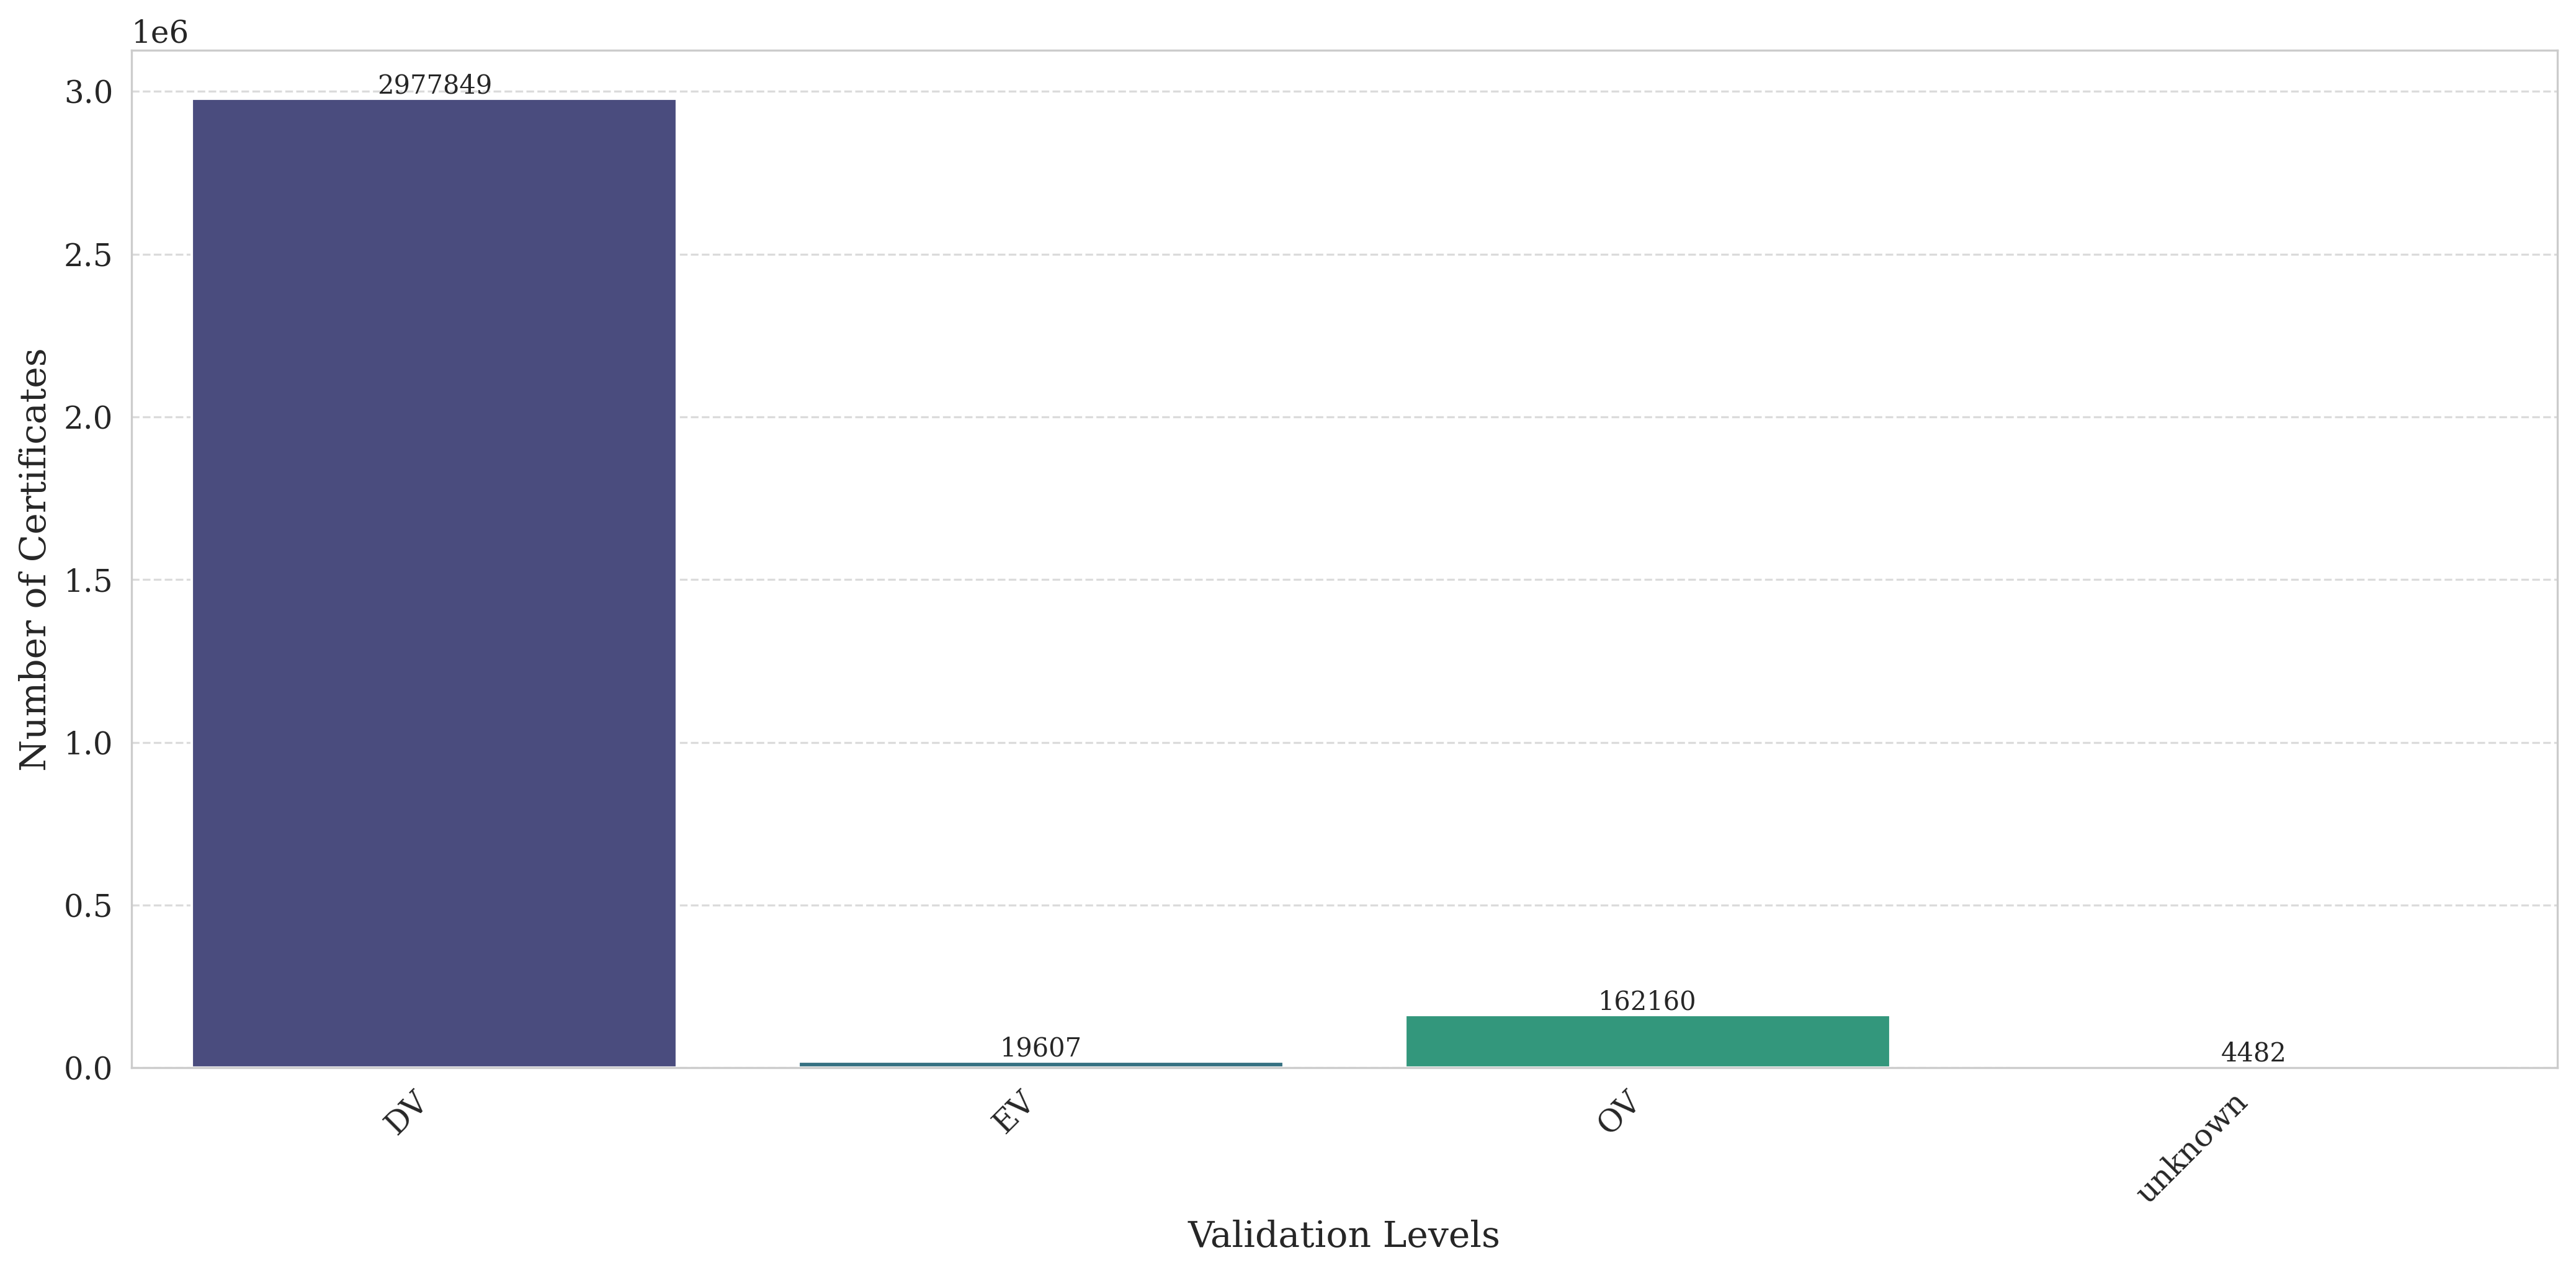 1e6
3.0
2.5
2.0
1.5
1.0
0.5
0.0
Number of Certificates
2977849
19607
162160
4482
DV
EV
OV
unknown
Validation Levels